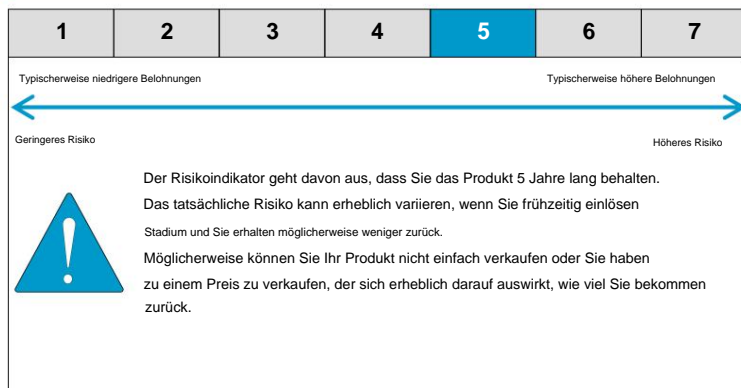 1 2 3 4 5 6 7
Typischerweise niedrigere Belohnungen Typischerweise höhere Belohnungen
Geringeres Risiko Höheres Risiko
Der Risikoindikator geht davon aus, dass Sie das Produkt 5 Jahre lang behalten.
Das tatsächliche Risiko kann erheblich variieren, wenn Sie frühzeitig einlösen
Stadium und Sie erhalten möglicherweise weniger zurück.
Möglicherweise können Sie Ihr Produkt nicht einfach verkaufen oder Sie haben
zu einem Preis zu verkaufen, der sich erheblich darauf auswirkt, wie viel Sie bekommen
zurück.